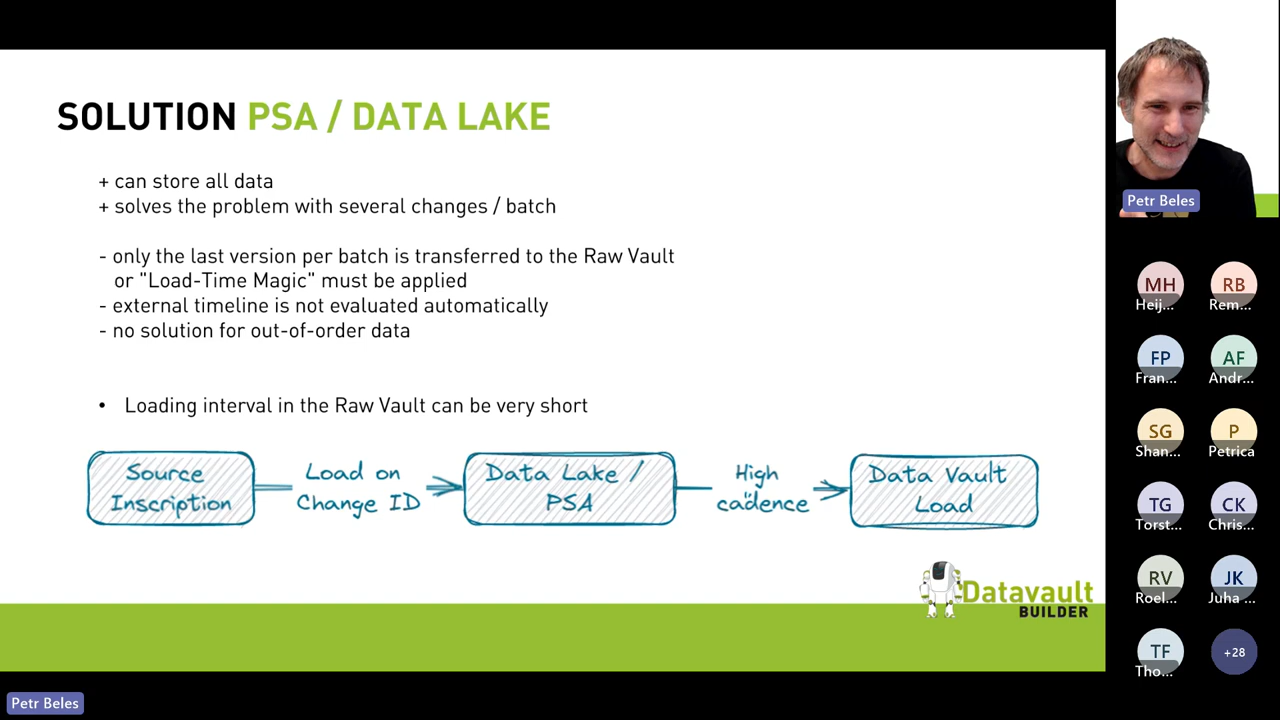 SOLUTION PSA / DATA LAKE
+ can store all data
+ solves the problem with several changes / batch
- only the last version per batch is transferred to the Raw Vault
or "Load-Time Magic" must be applied
- external timeline is not evaluated automatically
- no solution for out-of-order data
• Loading interval in the Raw Vault can be very short
Source
Inscription
Load on
Change ID
Data Lake /
PSA
High
cadence
Data Vault
Load
Datavault
BUILDER
Petr Beles
Petr Beles
MH
Heij...
RB
Rem...
FP
Fran...
AF
Andr...
SG
Shan...
P
Petrica
TG
Torst...
CK
Chris...
RV
Roel...
JK
Juha ...
TF
Tho...
+28